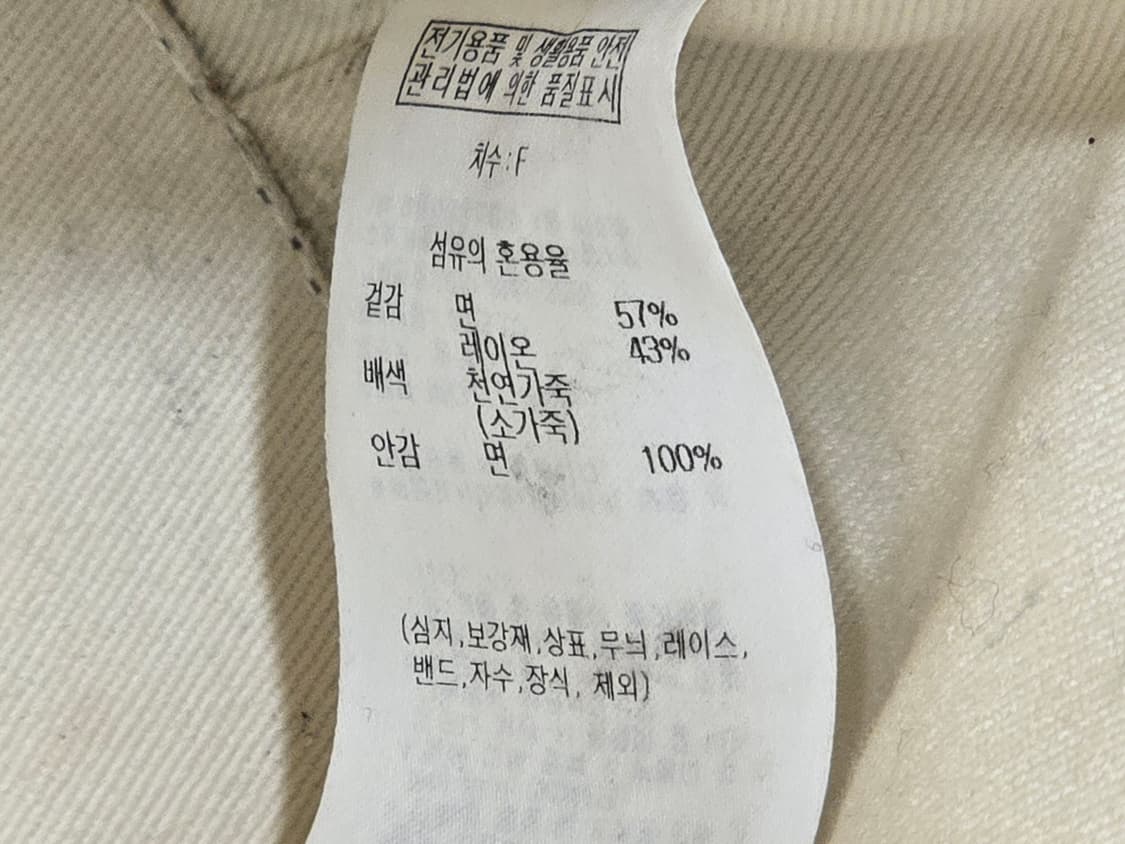 전기용품 및 생활용품 안전
관리법에 의한 품질표시
치수:F
섬유의 혼용율
겉감 면 57%
레이온 43%
배색 천연가죽
(소가죽)
안감 면 100%
(심지,보강재,상표,무늬,레이스,
밴드,자수,장식, 제외)